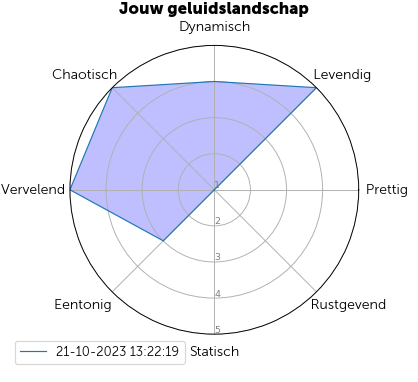 Jouw geluidslandschap
Dynamisch
Chaotisch
Levendig
Vervelend
1
Prettig
2
3
4
Eentonig
Rustgevend
5
21-10-2023 13:22:19
Statisch